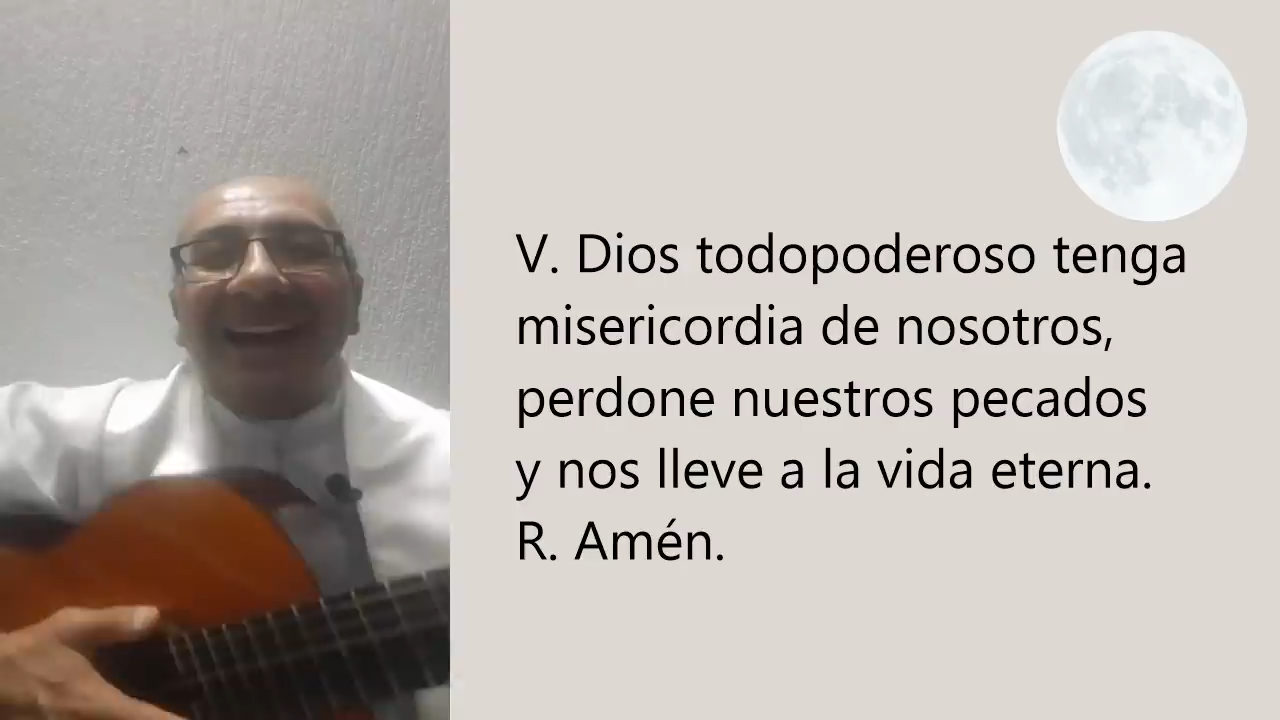 V. Dios todopoderoso tenga
misericordia de nosotros,
perdone nuestros pecados
y nos lleve a la vida eterna.
R. Amén.